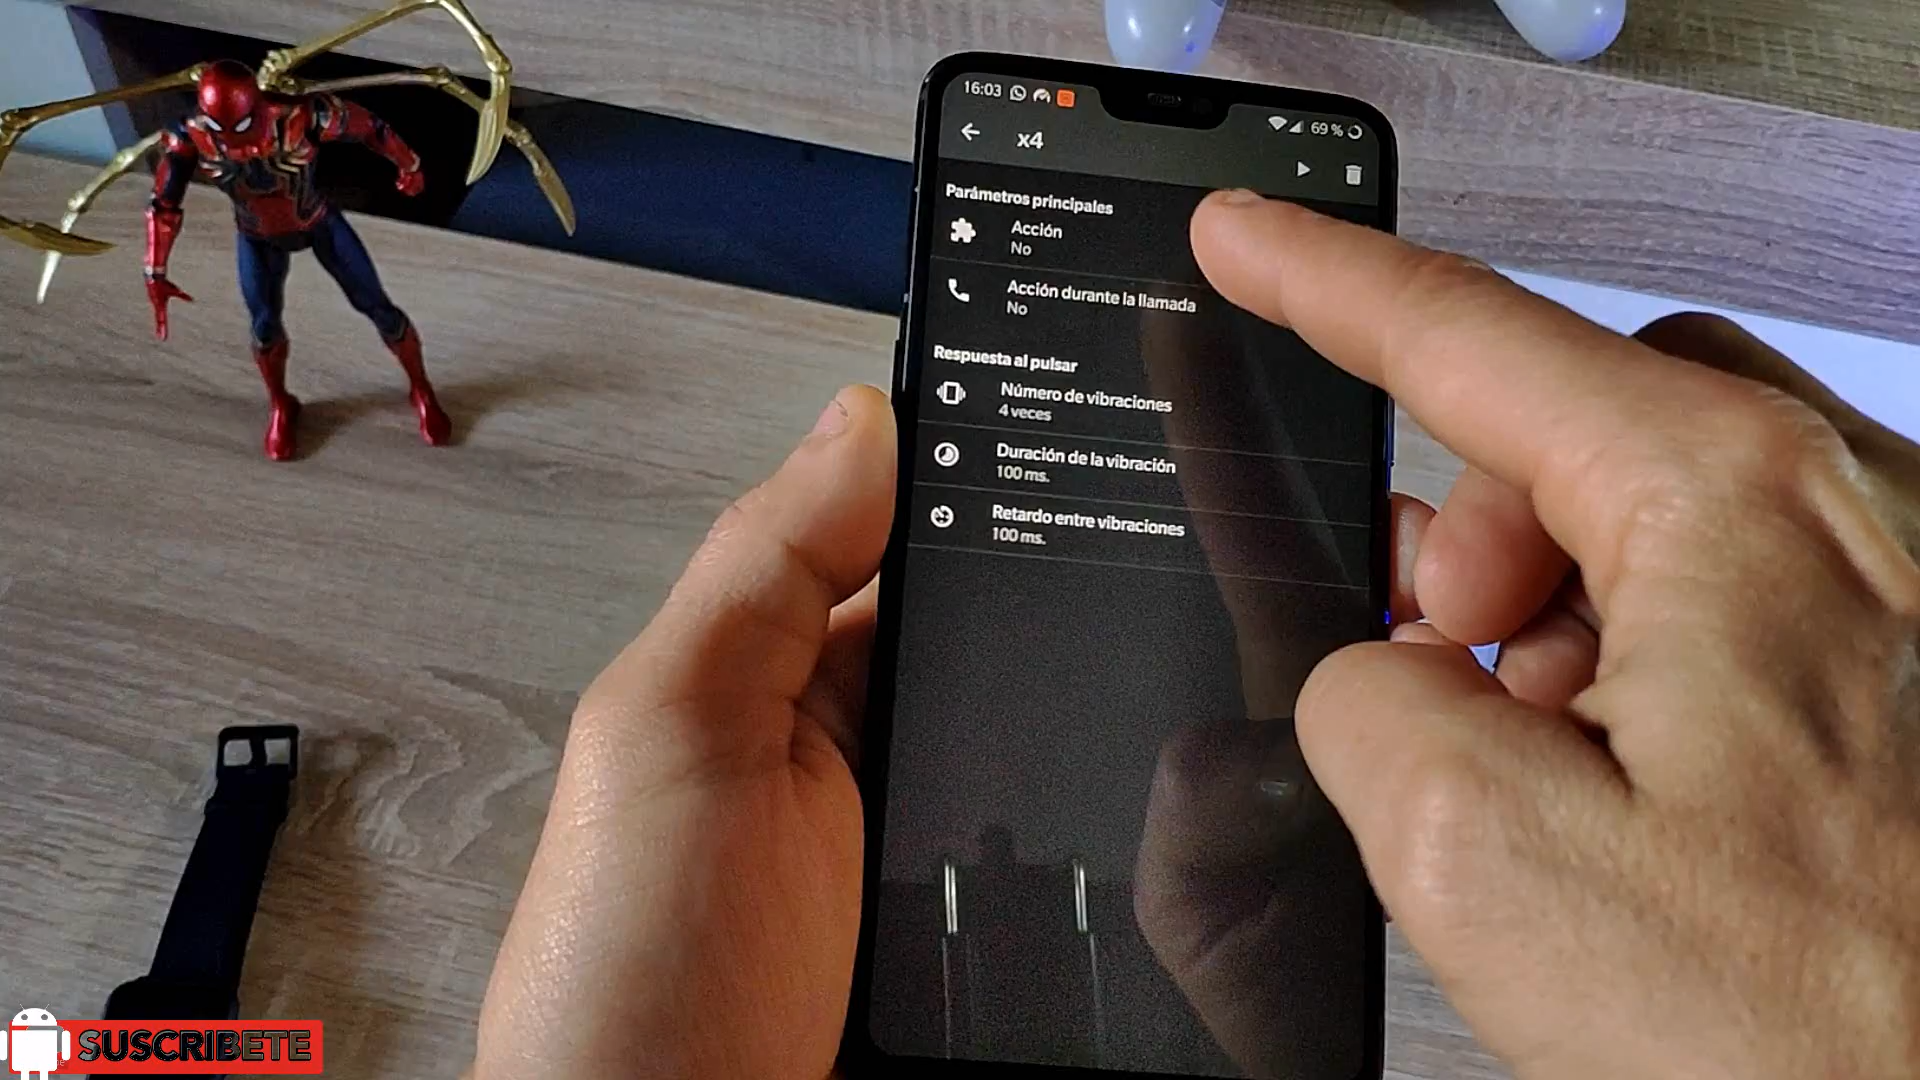 16:03
69 %
x4
Parámetros principales
Acción
No
Acción durante la llamada
No
Respuesta al pulsar
Número de vibraciones
4 veces
Duración de la vibración
100 ms.
Retardo entre vibraciones
100 ms.
SUSCRIBETE